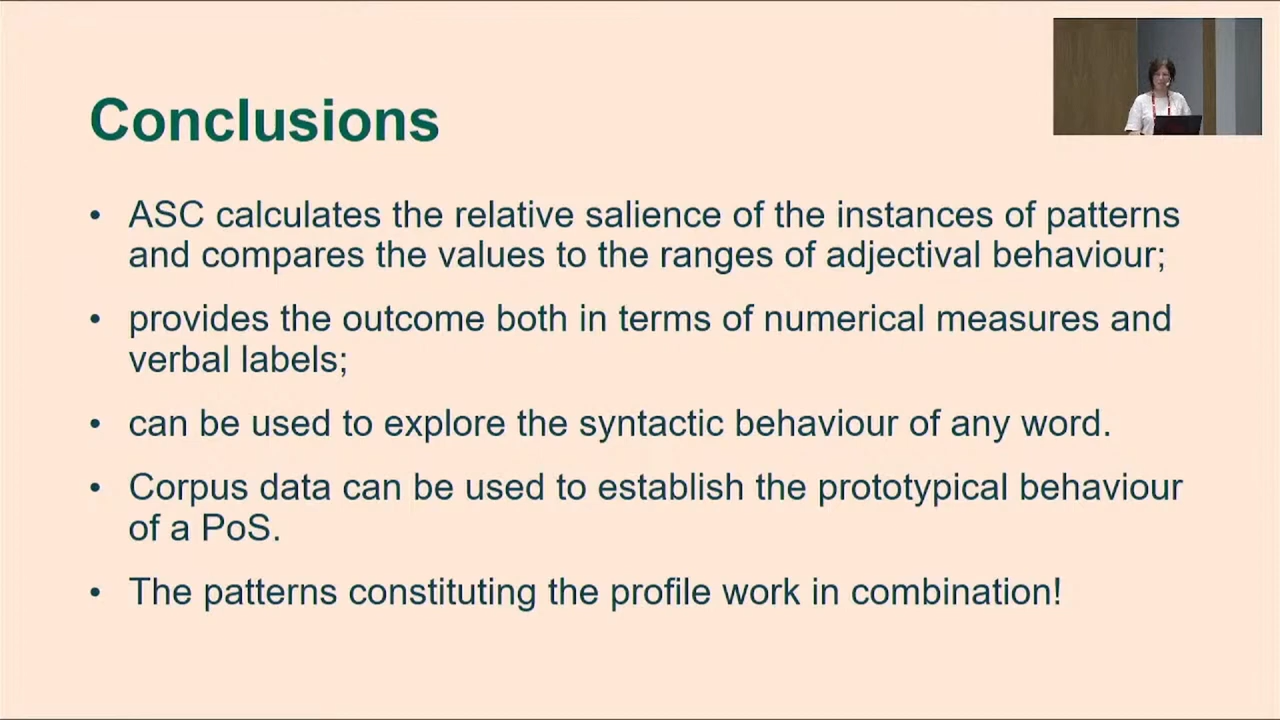 Conclusions
• ASC calculates the relative salience of the instances of patterns
and compares the values to the ranges of adjectival behaviour;
• provides the outcome both in terms of numerical measures and
verbal labels;
• can be used to explore the syntactic behaviour of any word.
• Corpus data can be used to establish the prototypical behaviour
of a PoS.
• The patterns constituting the profile work in combination!